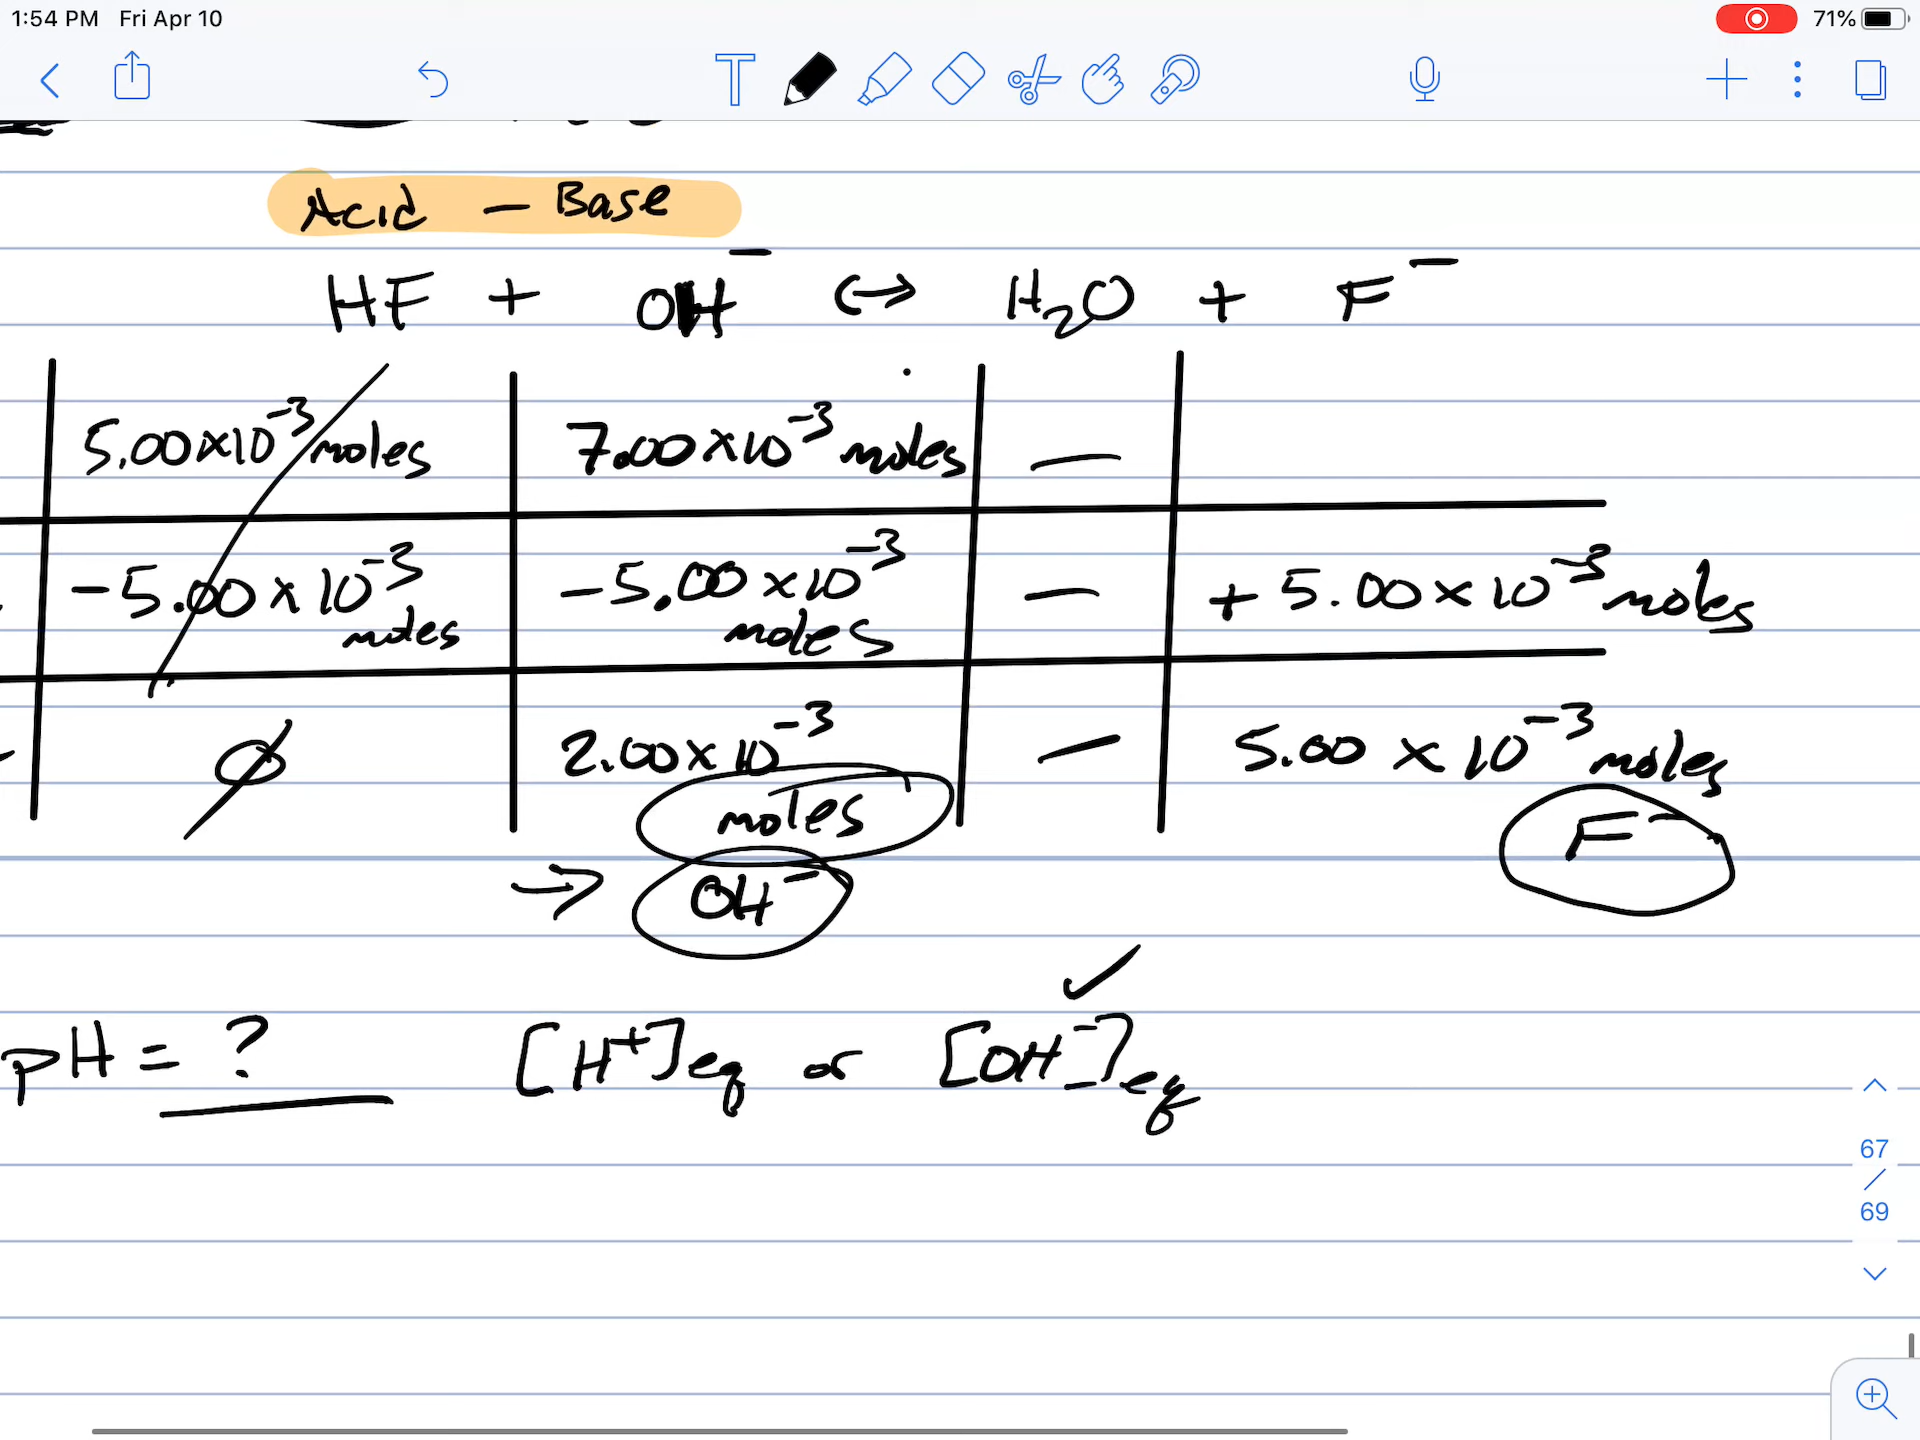 1:54 PM Fri Apr 10 71%
Acid - Base
HF + OH⁻ ↔ H₂O + F⁻
5.00×10⁻³ moles 7.00×10⁻³ moles —
-5.00×10⁻³ moles -5.00×10⁻³ moles — +5.00×10⁻³ moles
∅ 2.00×10⁻³ moles — 5.00×10⁻³ moles
→ OH⁻ F⁻
pH = ? [H⁺]eq or [OH⁻]eq ✓
67
/
69